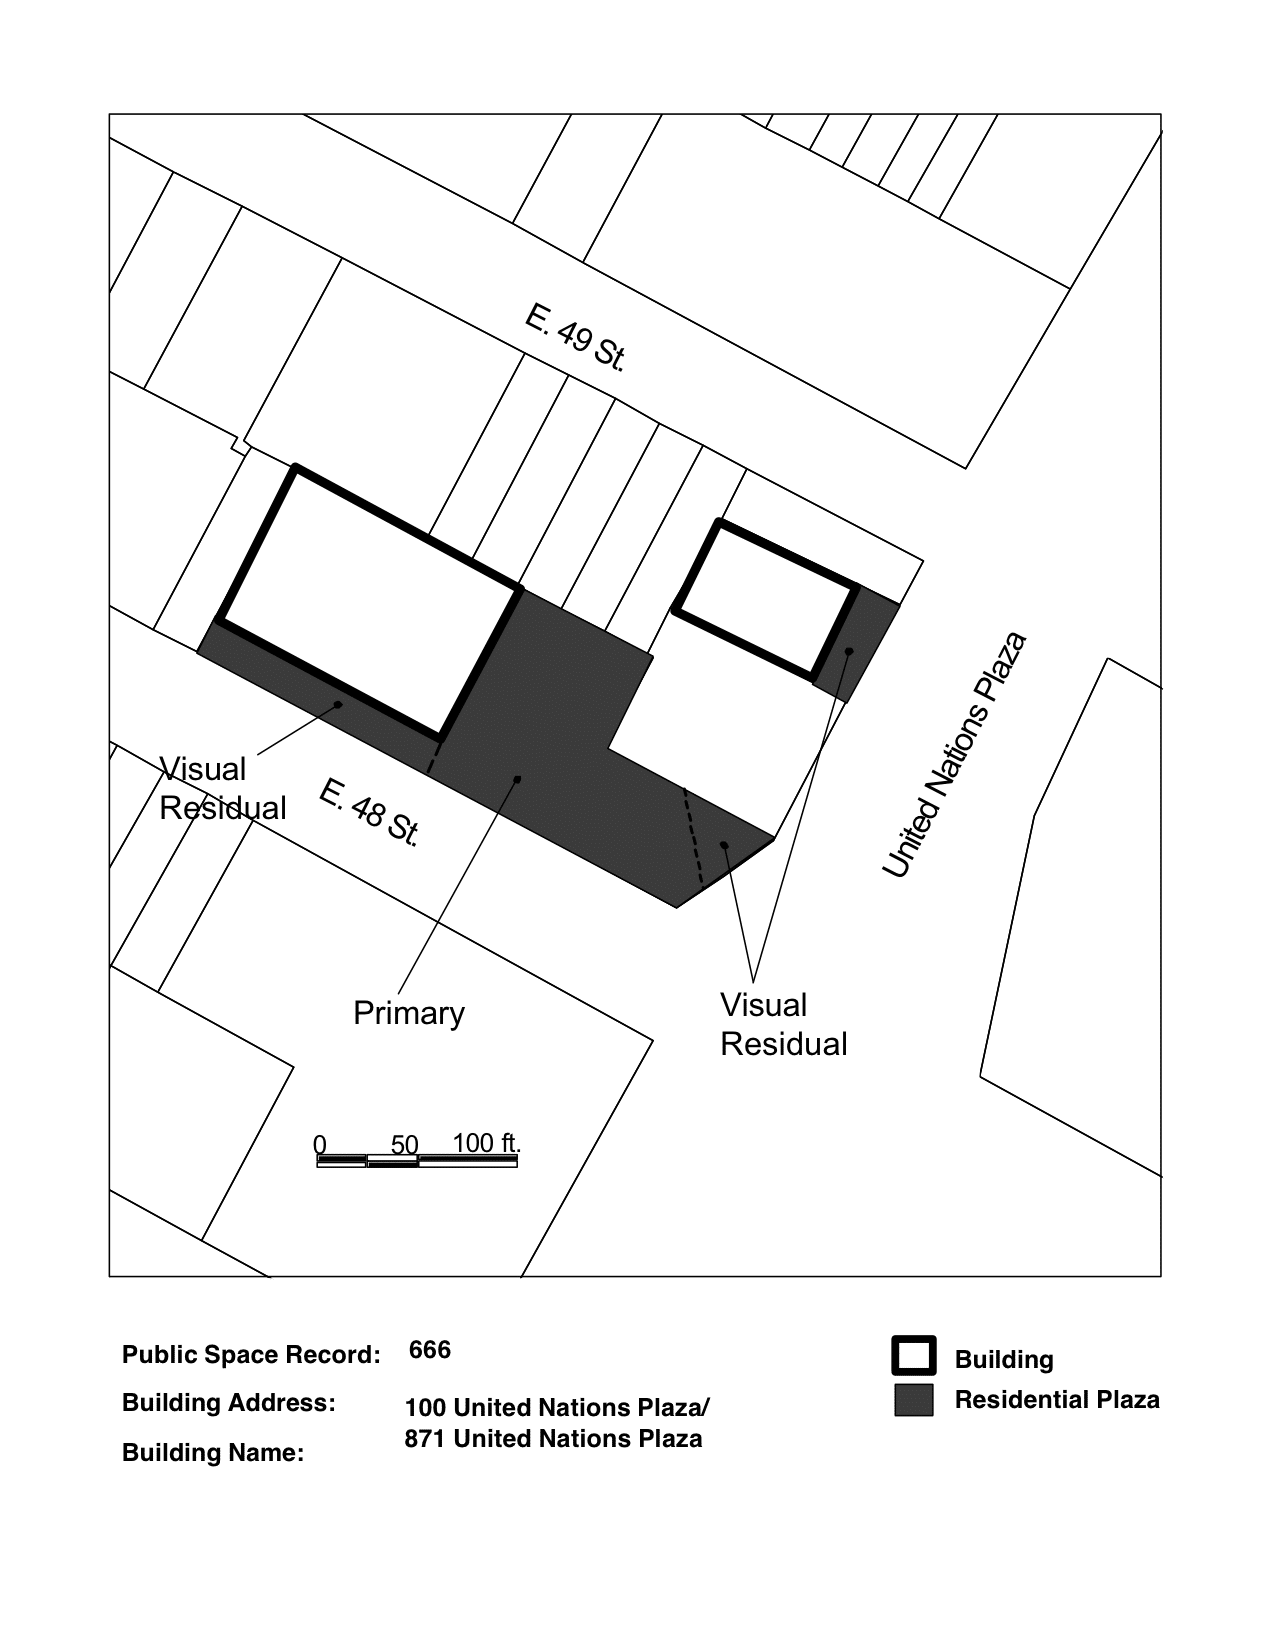 E. 49 St.
United Nations Plaza
Visual
Residual
E. 48 St.
Primary
Visual
Residual
0 50 100 ft.
Public Space Record: 666
Building Address: 100 United Nations Plaza/
871 United Nations Plaza
Building Name:
Building
Residential Plaza